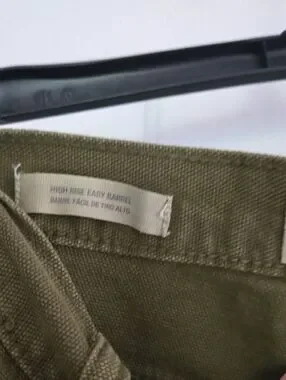 HIGH RISE EASY BARREL
BARRIL FÁCIL DE TIRO ALTO